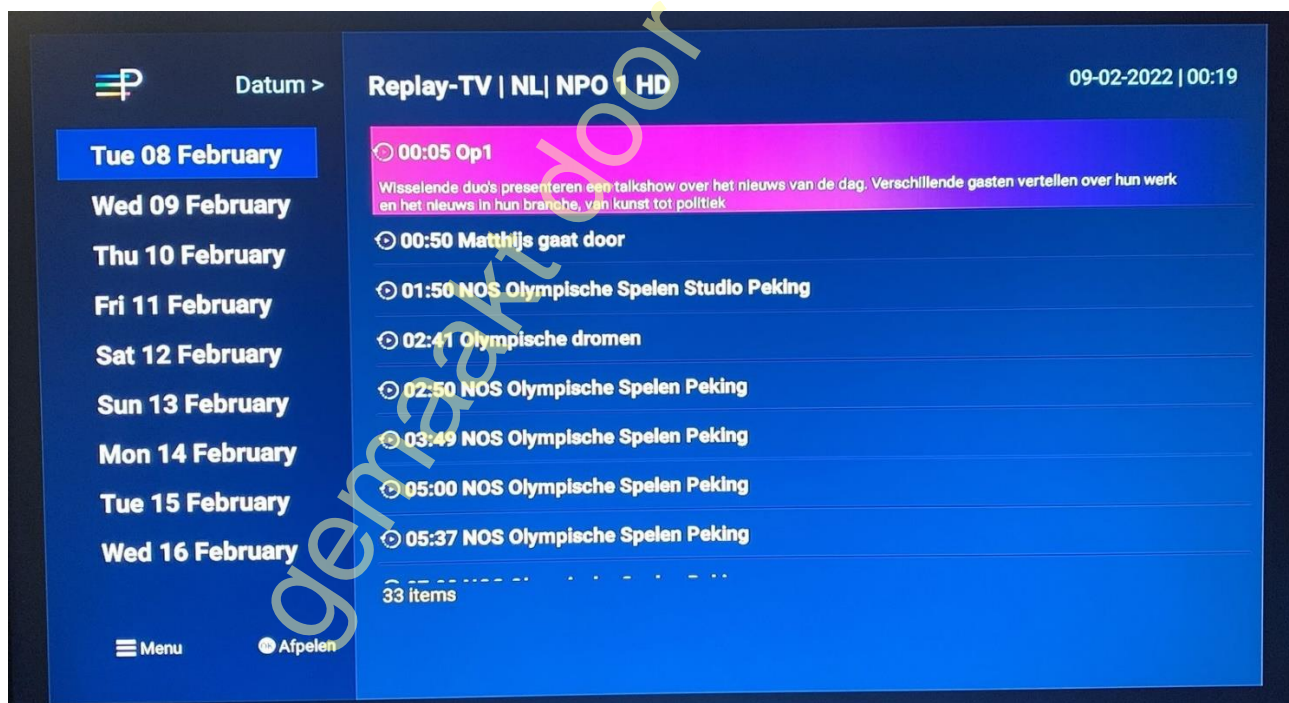 Datum >
Replay-TV | NL| NPO 1 HD
09-02-2022 | 00:19
Tue 08 February
Wed 09 February
Thu 10 February
Fri 11 February
Sat 12 February
Sun 13 February
Mon 14 February
Tue 15 February
Wed 16 February
Menu
Ok Afpelen
00:05 Op1
Wisselende duo's presenteren een talkshow over het nieuws van de dag. Verschillende gasten vertellen over hun werk
en het nieuws in hun branche, van kunst tot politiek
00:50 Matthijs gaat door
01:50 NOS Olympische Spelen Studio Peking
02:41 Olympische dromen
02:50 NOS Olympische Spelen Peking
03:49 NOS Olympische Spelen Peking
05:00 NOS Olympische Spelen Peking
05:37 NOS Olympische Spelen Peking
33 items
gemaakt door